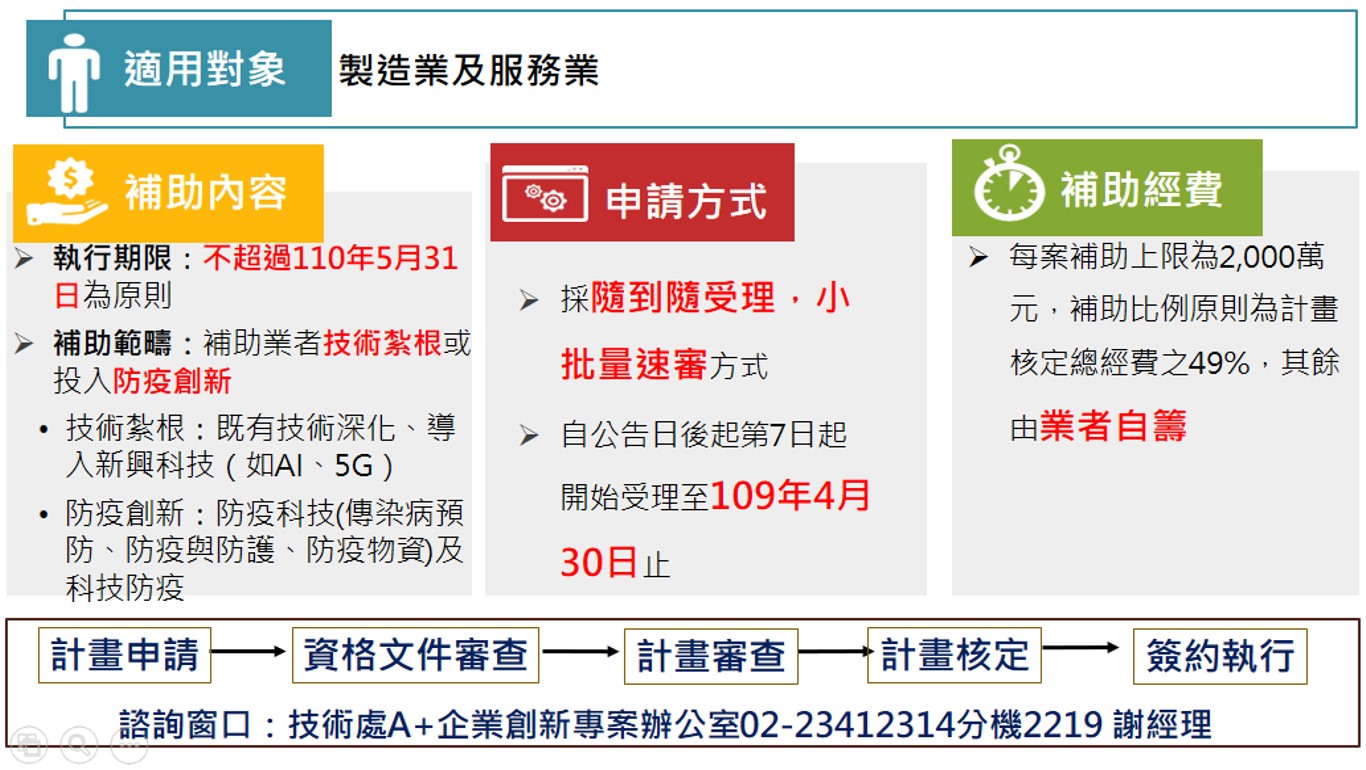 適用對象 製造業及服務業
補助內容
➢ 執行期限：不超過110年5月31
日為原則
➢ 補助範疇：補助業者技術紮根或
投入防疫創新
• 技術紮根：既有技術深化、導
入新興科技（如AI、5G）
• 防疫創新：防疫科技(傳染病預
防、防疫與防護、防疫物資)及
科技防疫
申請方式
➢ 採隨到隨受理，小
批量速審方式
➢ 自公告日後起第7日起
開始受理至109年4月
30日止
補助經費
➢ 每案補助上限為2,000萬
元，補助比例原則為計畫
核定總經費之49%，其餘
由業者自籌
計畫申請 資格文件審查 計畫審查 計畫核定 簽約執行
諮詢窗口：技術處A+企業創新專案辦公室02-23412314分機2219 謝經理